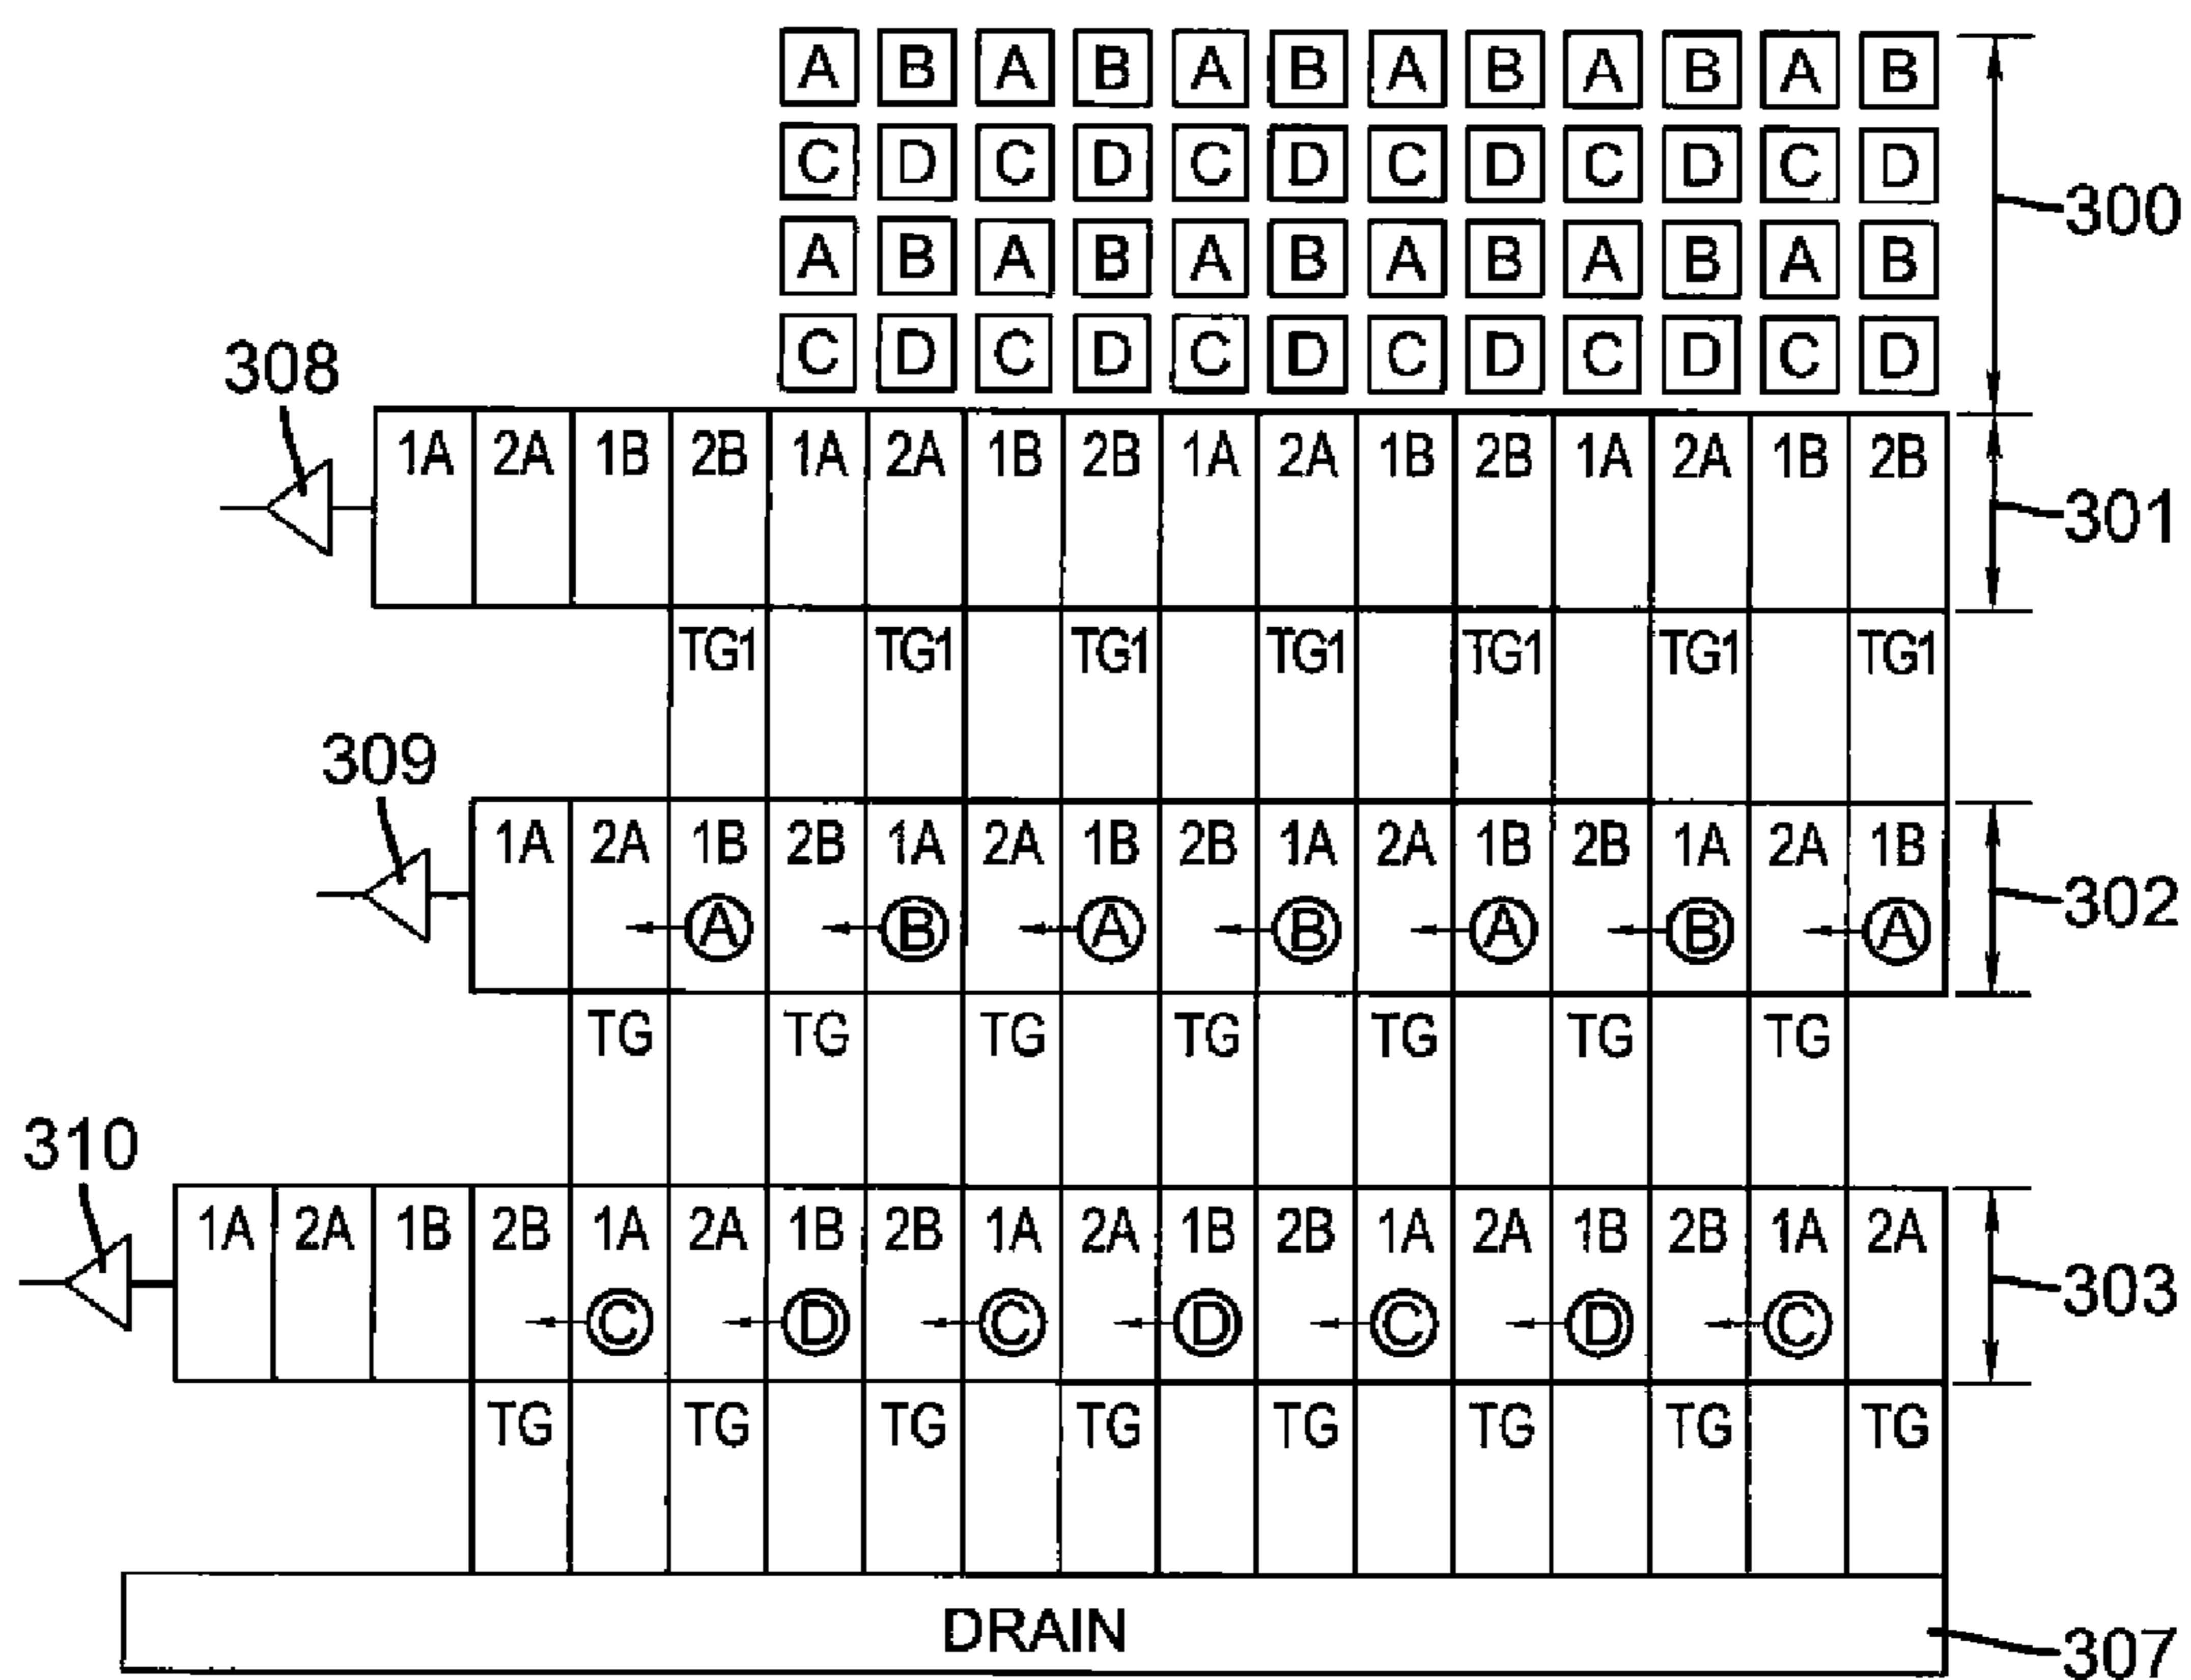 A B A B A B A B A B A B
C D C D C D C D C D C D
300
A B A B A B A B A B A B
C D C D C D C D C D C D
308
1A 2A 1B 2B 1A 2A 1B 2B 1A 2A 1B 2B 1A 2A 1B 2B
301
TG1 TG1 TG1 TG1 TG1 TG1 TG1
309
1A 2A 1B 2B 1A 2A 1B 2B 1A 2A 1B 2B 1A 2A 1B
302
A B A B A B A
TG TG TG TG TG TG TG
310
1A 2A 1B 2B 1A 2A 1B 2B 1A 2A 1B 2B 1A 2A 1B 2B 1A 2A
303
C D C D C D C
TG TG TG TG TG TG TG TG
DRAIN
307